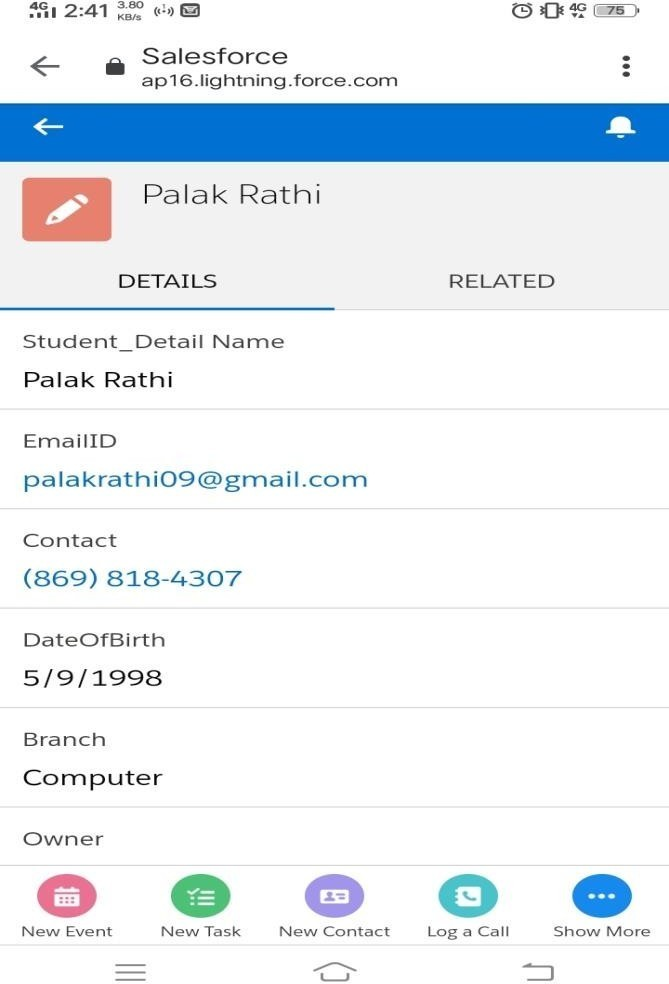 4G 2:41 3.80 KB/s 4G 75
Salesforce
ap16.lightning.force.com
Palak Rathi
DETAILS RELATED
Student_Detail Name
Palak Rathi
EmailID
palakrathi09@gmail.com
Contact
(869) 818-4307
DateOfBirth
5/9/1998
Branch
Computer
Owner
New Event New Task New Contact Log a Call Show More